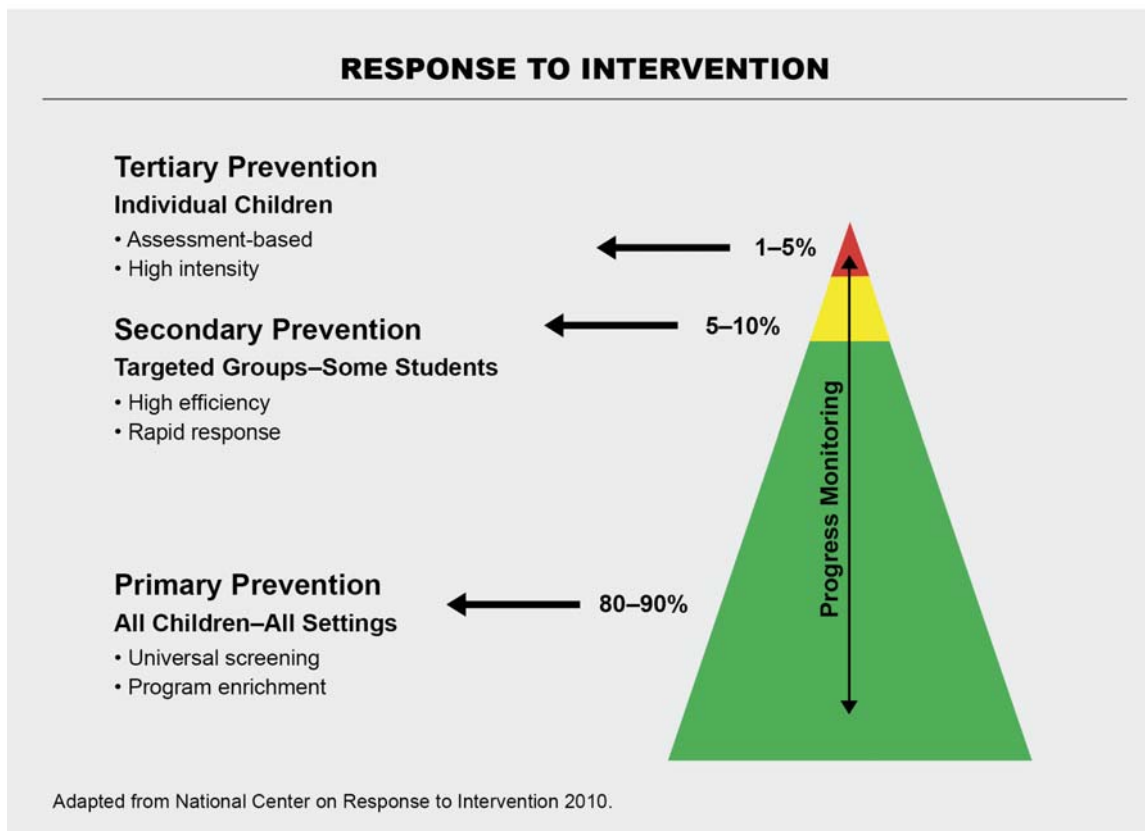 RESPONSE TO INTERVENTION
Tertiary Prevention
Individual Children
• Assessment-based
• High intensity
1–5%
Secondary Prevention
5–10%
Targeted Groups–Some Students
• High efficiency
• Rapid response
Progress Monitoring
Primary Prevention
80–90%
All Children–All Settings
• Universal screening
• Program enrichment
Adapted from National Center on Response to Intervention 2010.